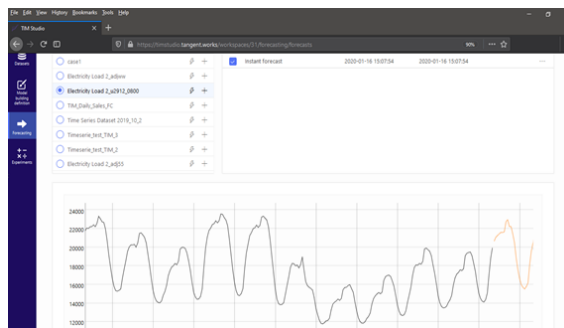 File Edit View History Bookmarks Tools Help
TIM Studio
https://timstudio.tangent.works/workspaces/31/forecasting/forecasts
90%
Datasets
Model
building
definition
Forecasting
Experiments
case1
Electricity Load 2_adjww
Electricity Load 2_u2912_0600
TIM_Daily_Sales_FC
Time Series Dataset 2019_10_2
Timeserie_test_TIM_3
Timeserie_test_TIM_2
Electricity Load 2_adj55
Instant forecast 2020-01-16 15:07:54 2020-01-16 15:07:54
24000
22000
20000
18000
16000
14000
12000